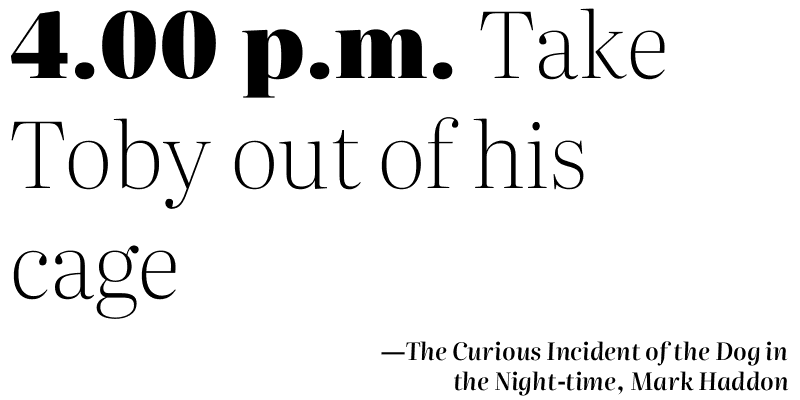 4.00 p.m. Take
Toby out of his
cage
—The Curious Incident of the Dog in
the Night-time, Mark Haddon